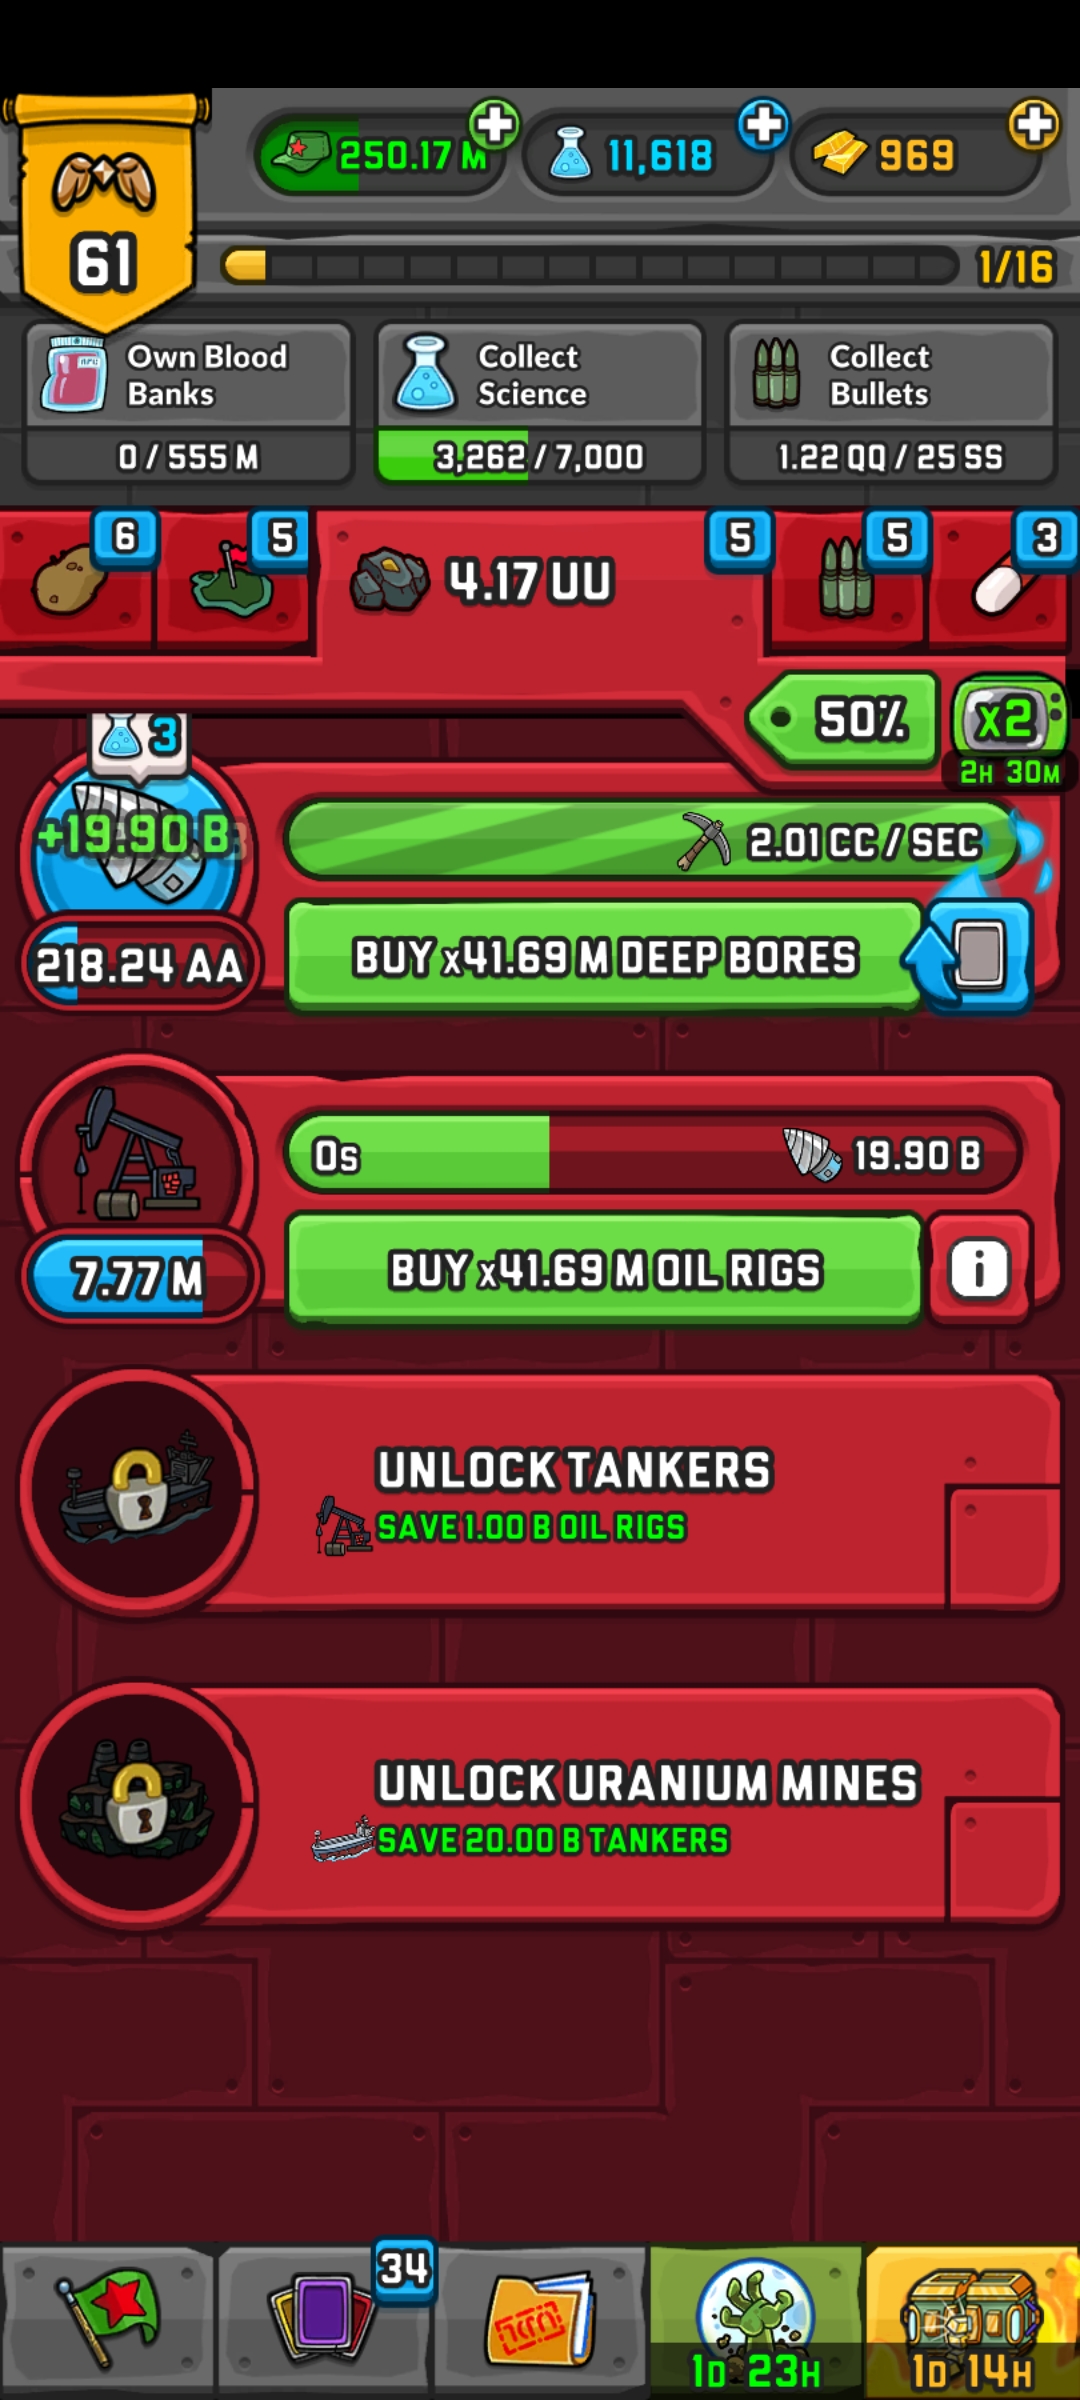 250.17 M
11,618
969
61
1/16
Own Blood
Banks
0 / 555 M
Collect
Science
3,262 / 7,000
Collect
Bullets
1.22 QQ / 25 SS
6
5
4.17 UU
5
5
3
50%
x2
2H 30M
3
+19.90 B
2.01 CC / SEC
218.24 AA
BUY x41.69 M DEEP BORES
0s
19.90 B
7.77 M
BUY x41.69 M OIL RIGS
i
UNLOCK TANKERS
SAVE 1.00 B OIL RIGS
UNLOCK URANIUM MINES
SAVE 20.00 B TANKERS
34
1D 23H
1D 14H